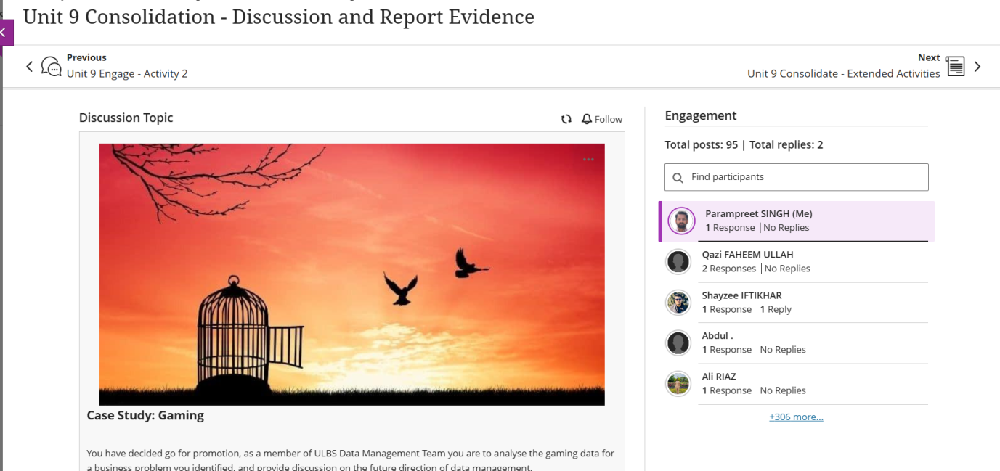 Unit 9 Consolidation - Discussion and Report Evidence
Previous
Unit 9 Engage - Activity 2
Next
Unit 9 Consolidate - Extended Activities
Discussion Topic
Follow
Case Study: Gaming
You have decided go for promotion, as a member of ULBS Data Management Team you are to analyse the gaming data for
a business problem you identified, and provide discussion on the future direction of data management.
Engagement
Total posts: 95 | Total replies: 2
Find participants
Parampreet SINGH (Me)
1 Response |No Replies
Qazi FAHEEM ULLAH
2 Responses |No Replies
Shayzee IFTIKHAR
1 Response |1 Reply
Abdul .
1 Response |No Replies
Ali RIAZ
1 Response |No Replies
+306 more...